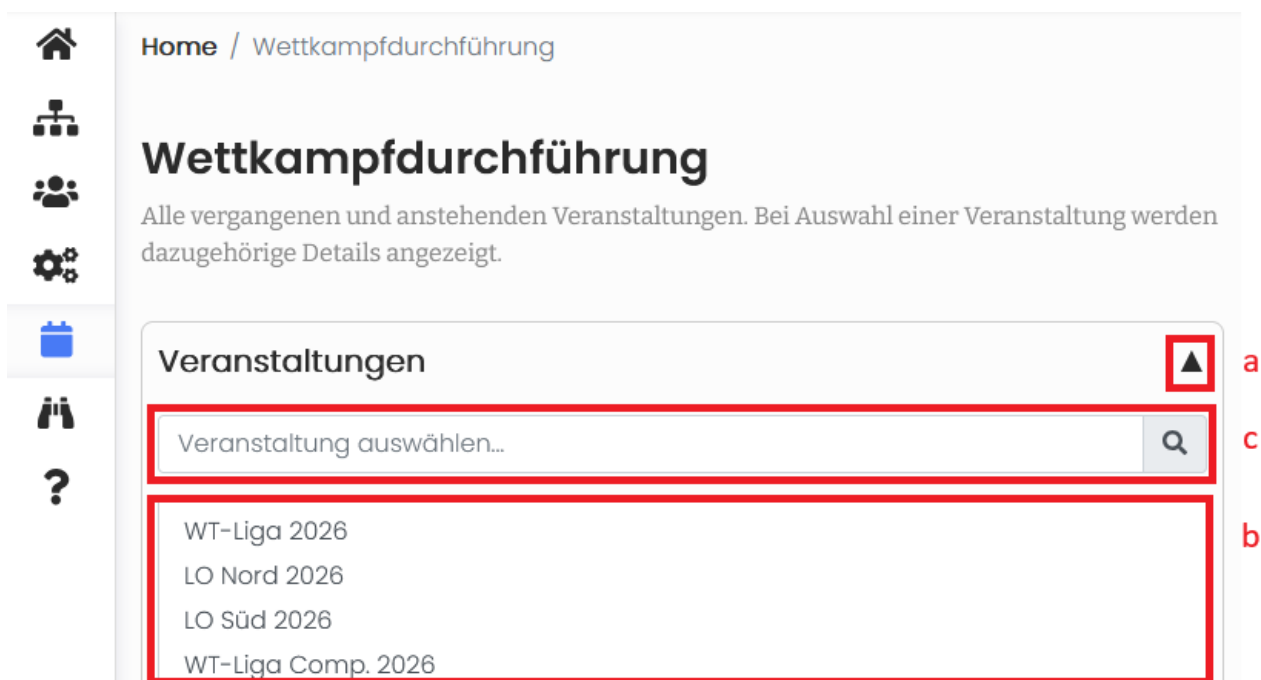 Home / Wettkampfdurchführung
Wettkampfdurchführung
Alle vergangenen und anstehenden Veranstaltungen. Bei Auswahl einer Veranstaltung werden
dazugehörige Details angezeigt.
Veranstaltungen ▲ a
Veranstaltung auswählen... c
WT-Liga 2026
b
LO Nord 2026
LO Süd 2026
WT-Liga Comp. 2026